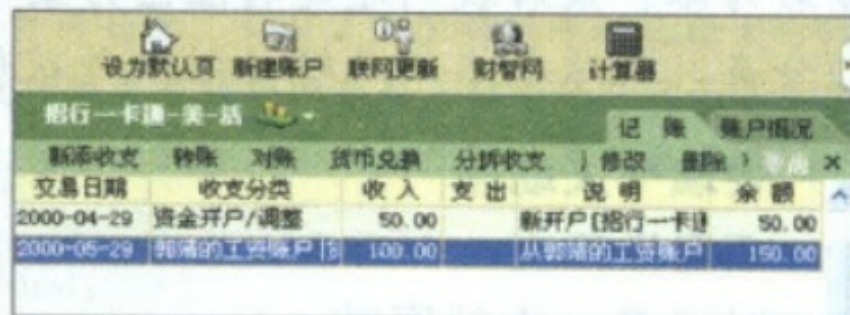 设为默认页 新建账户 联网更新 财智网 计算器
招行一卡通-美-活
记 账 账户概况
新添收支 转账 对账 货币兑换 分拆收支 修改 删除
交易日期 收支分类 收入 支出 说明 余额
2000-04-29 资金开户/调整 50.00 新开户[招行一卡通 50.00
2000-05-29 郭靖的工资账户 100.00 从郭靖的工资账户 150.00